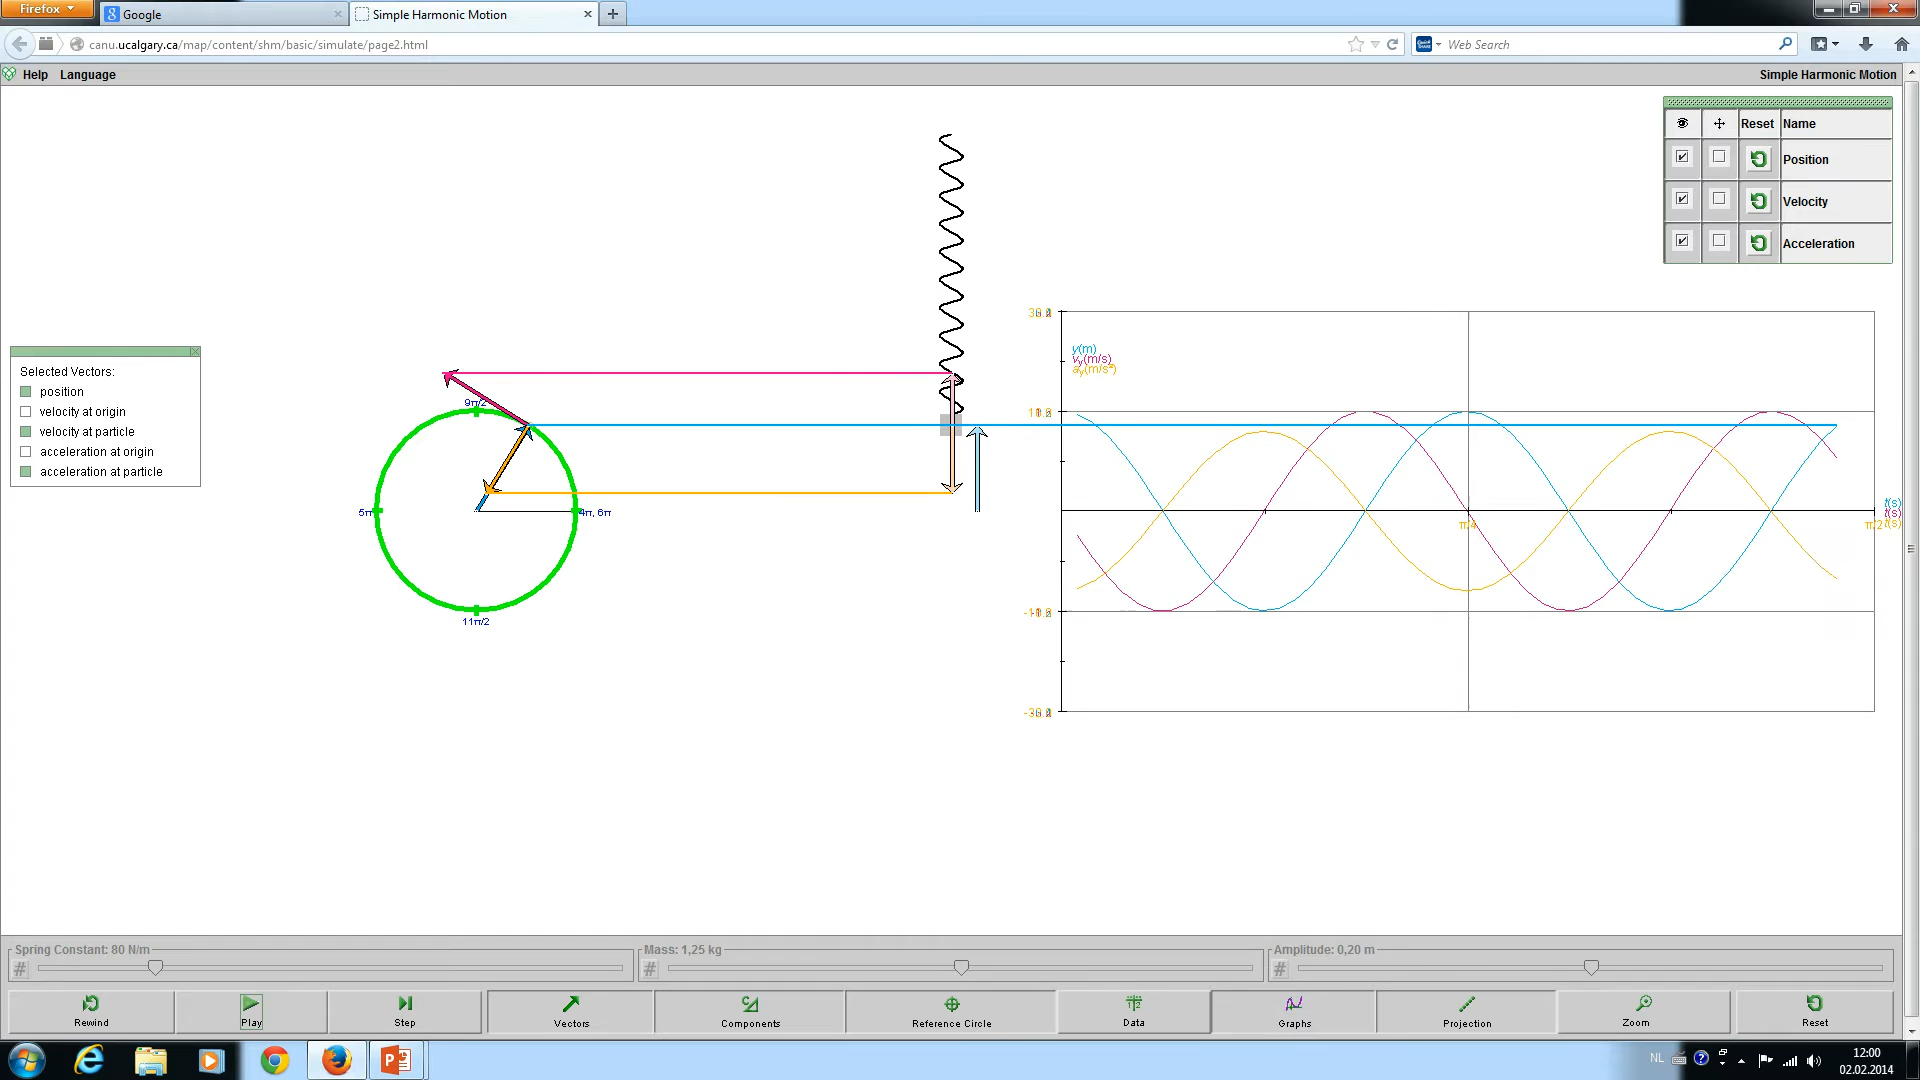 Firefox
Google
Simple Harmonic Motion
canu.ucalgary.ca/map/content/shm/basic/simulate/page2.html
Web Search
Help Language
Simple Harmonic Motion
Reset Name
Position
Velocity
Acceleration
Selected Vectors:
position
velocity at origin
velocity at particle
acceleration at origin
acceleration at particle
9π/2
5π
4π, 6π
11π/2
y(m)
vy(m/s)
ay(m/s²)
π/4
π/2
t(s)
t(s)
t(s)
Spring Constant: 80 N/m
Mass: 1,25 kg
Amplitude: 0,20 m
Rewind
Play
Step
Vectors
Components
Reference Circle
Data
Graphs
Projection
Zoom
Reset
NL
12:00
02.02.2014